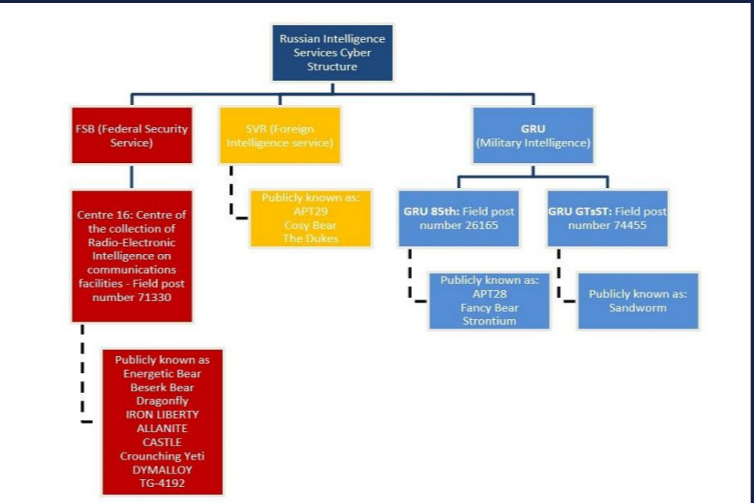 Russian Intelligence
Services Cyber
Structure
FSB (Federal Security
Service)
SVR (Foreign
Intelligence service)
GRU
(Military Intelligence)
Centre 16: Centre of
the collection of
Radio-Electronic
Intelligence on
communications
facilities - Field post
number 71330
Publicly known as:
APT29
Cosy Bear
The Dukes
GRU 85th: Field post
number 26165
GRU GTsST: Field post
number 74455
Publicly known as:
APT28
Fancy Bear
Strontium
Publicly known as:
Sandworm
Publicly known as
Energetic Bear
Beserk Bear
Dragonfly
IRON LIBERTY
ALLANITE
CASTLE
Crounching Yeti
DYMALLOY
TG-4192